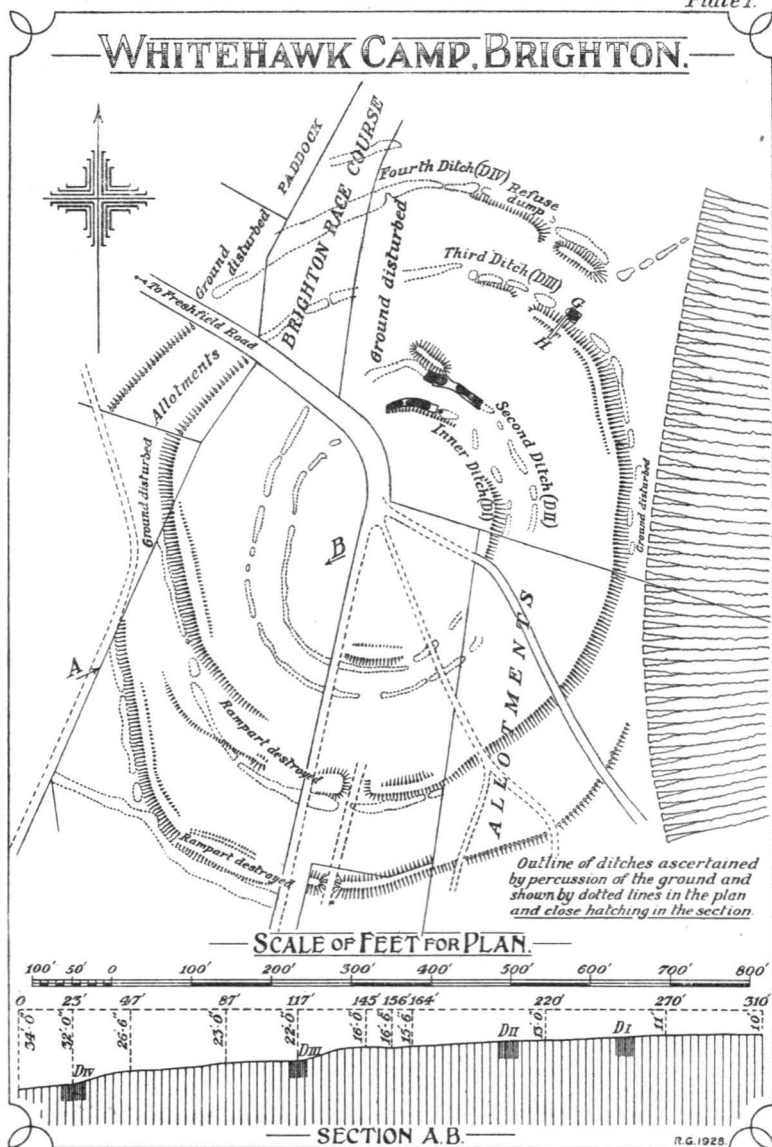 Plate I.
WHITEHAWK CAMP, BRIGHTON.
PADDOCK
BRIGHTON RACE COURSE
Fourth Ditch (DIV)
Refuse dump
Ground disturbed
Third Ditch (DIII)
Ground disturbed
To Freshfield Road
G
H
Allotments
Second Ditch (DII)
Inner Ditch (DI)
Ground disturbed
Ground disturbed
B
A
ALLOTMENTS
Rampart destroyed
Rampart destroyed
Outline of ditches ascertained
by percussion of the ground and
shown by dotted lines in the plan
and close hatching in the section.
SCALE OF FEET FOR PLAN.
100' 50' 0 100' 200' 300' 400' 500' 600' 700' 800'
0 25' 47' 87' 117' 145' 156' 164' 220' 270' 310'
34'·0" 32'·0" 26'·6" 23'·0" 22'·0" 16'·0" 16'·6" 15'·6" 13'·0" 11' 10'
DIV DIII DII DI
SECTION A.B.
R.G. 1928.